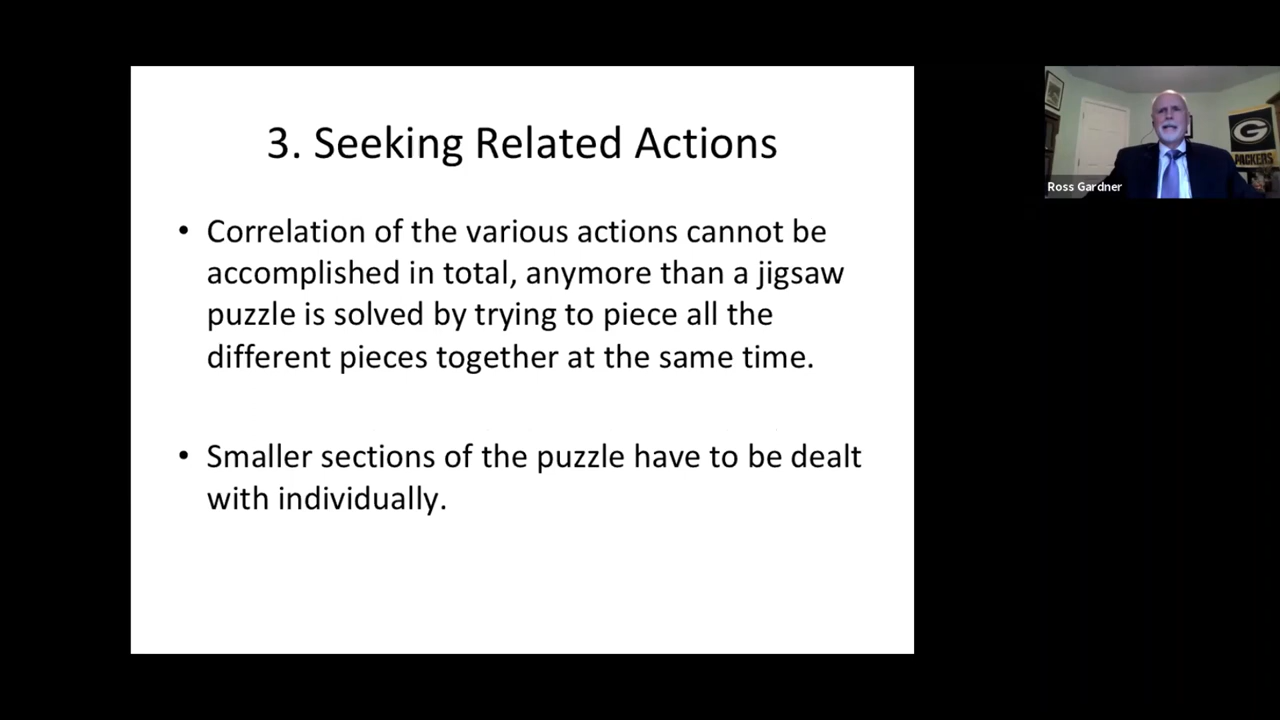 3. Seeking Related Actions
• Correlation of the various actions cannot be
accomplished in total, anymore than a jigsaw
puzzle is solved by trying to piece all the
different pieces together at the same time.
• Smaller sections of the puzzle have to be dealt
with individually.
Ross Gardner
G
PACKERS